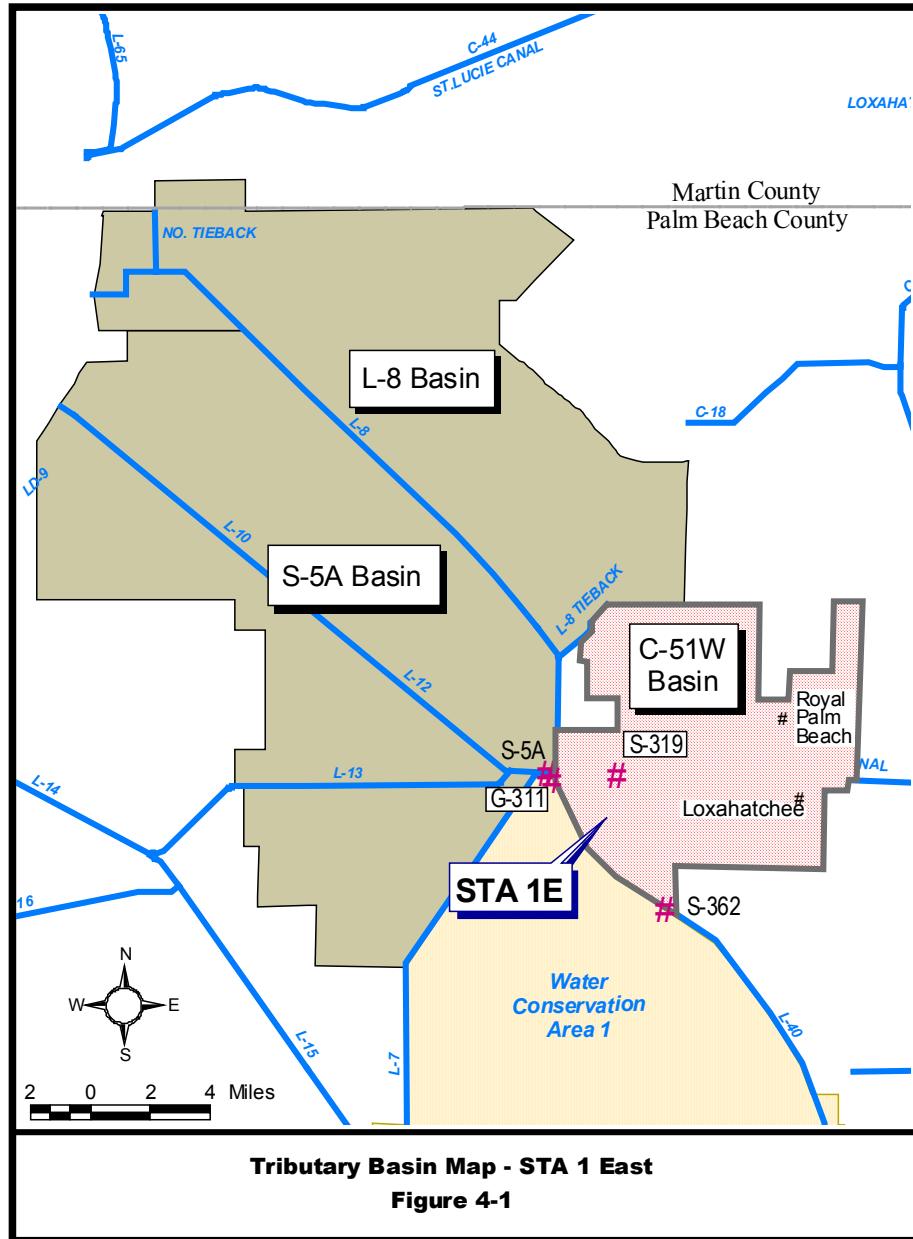 L-65
C-44
ST.LUCIE CANAL
LOXAHA
Martin County
Palm Beach County
NO. TIEBACK
L-8 Basin
L-8
C-18
LD-9
L-10
S-5A Basin
L-8 TIEBACK
C-51W
Basin
L-12
Royal
Palm
Beach
S-319
S-5A
L-13
NAL
L-14
G-311
Loxahatchee
STA 1E
16
S-362
N
W
E
S
Water
Conservation
Area 1
L-15
L-7
L-40
2 0 2 4 Miles
Tributary Basin Map - STA 1 East
Figure 4-1